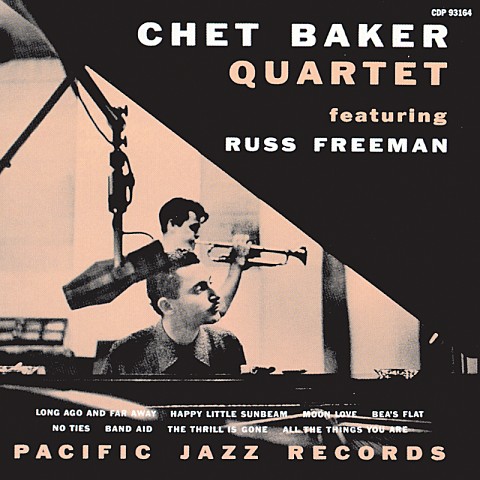 CDP 93164
CHET BAKER
QUARTET
featuring
RUSS FREEMAN
LONG AGO AND FAR AWAY HAPPY LITTLE SUNBEAM MOON LOVE BEA'S FLAT
NO TIES BAND AID THE THRILL IS GONE ALL THE THINGS YOU ARE
PACIFIC JAZZ RECORDS